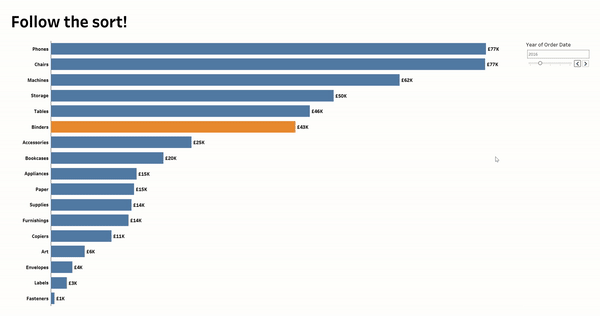 Follow the sort!
Year of Order Date
2016
Phones £77K
Chairs £77K
Machines £62K
Storage £50K
Tables £46K
Binders £43K
Accessories £25K
Bookcases £20K
Appliances £15K
Paper £15K
Supplies £14K
Furnishings £14K
Copiers £11K
Art £6K
Envelopes £4K
Labels £3K
Fasteners £1K